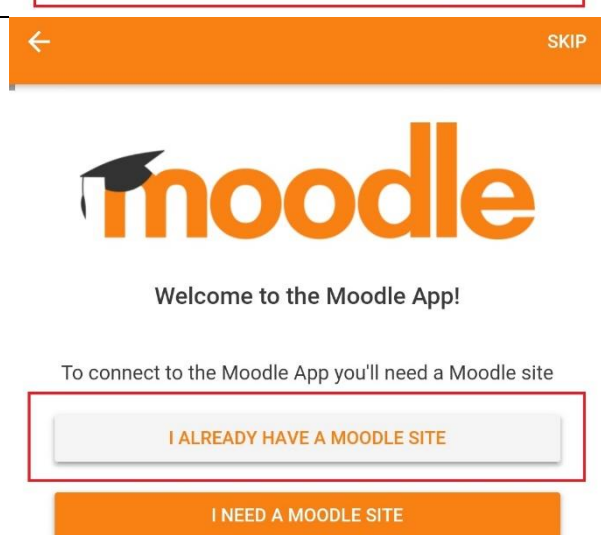 SKIP
moodle
Welcome to the Moodle App!
To connect to the Moodle App you'll need a Moodle site
I ALREADY HAVE A MOODLE SITE
I NEED A MOODLE SITE